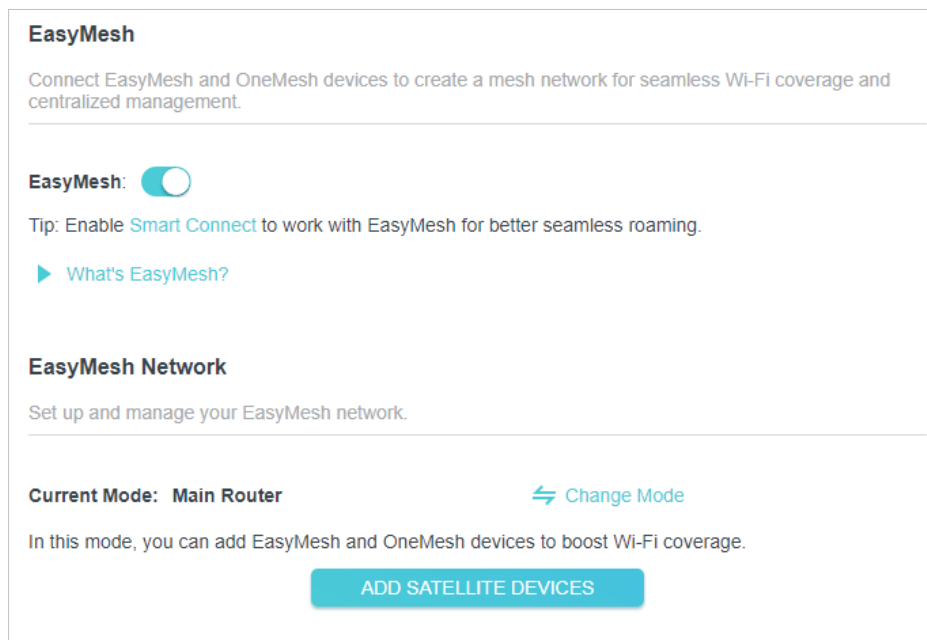 EasyMesh
Connect EasyMesh and OneMesh devices to create a mesh network for seamless Wi-Fi coverage and
centralized management.
EasyMesh:
Tip: Enable Smart Connect to work with EasyMesh for better seamless roaming.
What's EasyMesh?
EasyMesh Network
Set up and manage your EasyMesh network.
Current Mode: Main Router Change Mode
In this mode, you can add EasyMesh and OneMesh devices to boost Wi-Fi coverage.
ADD SATELLITE DEVICES